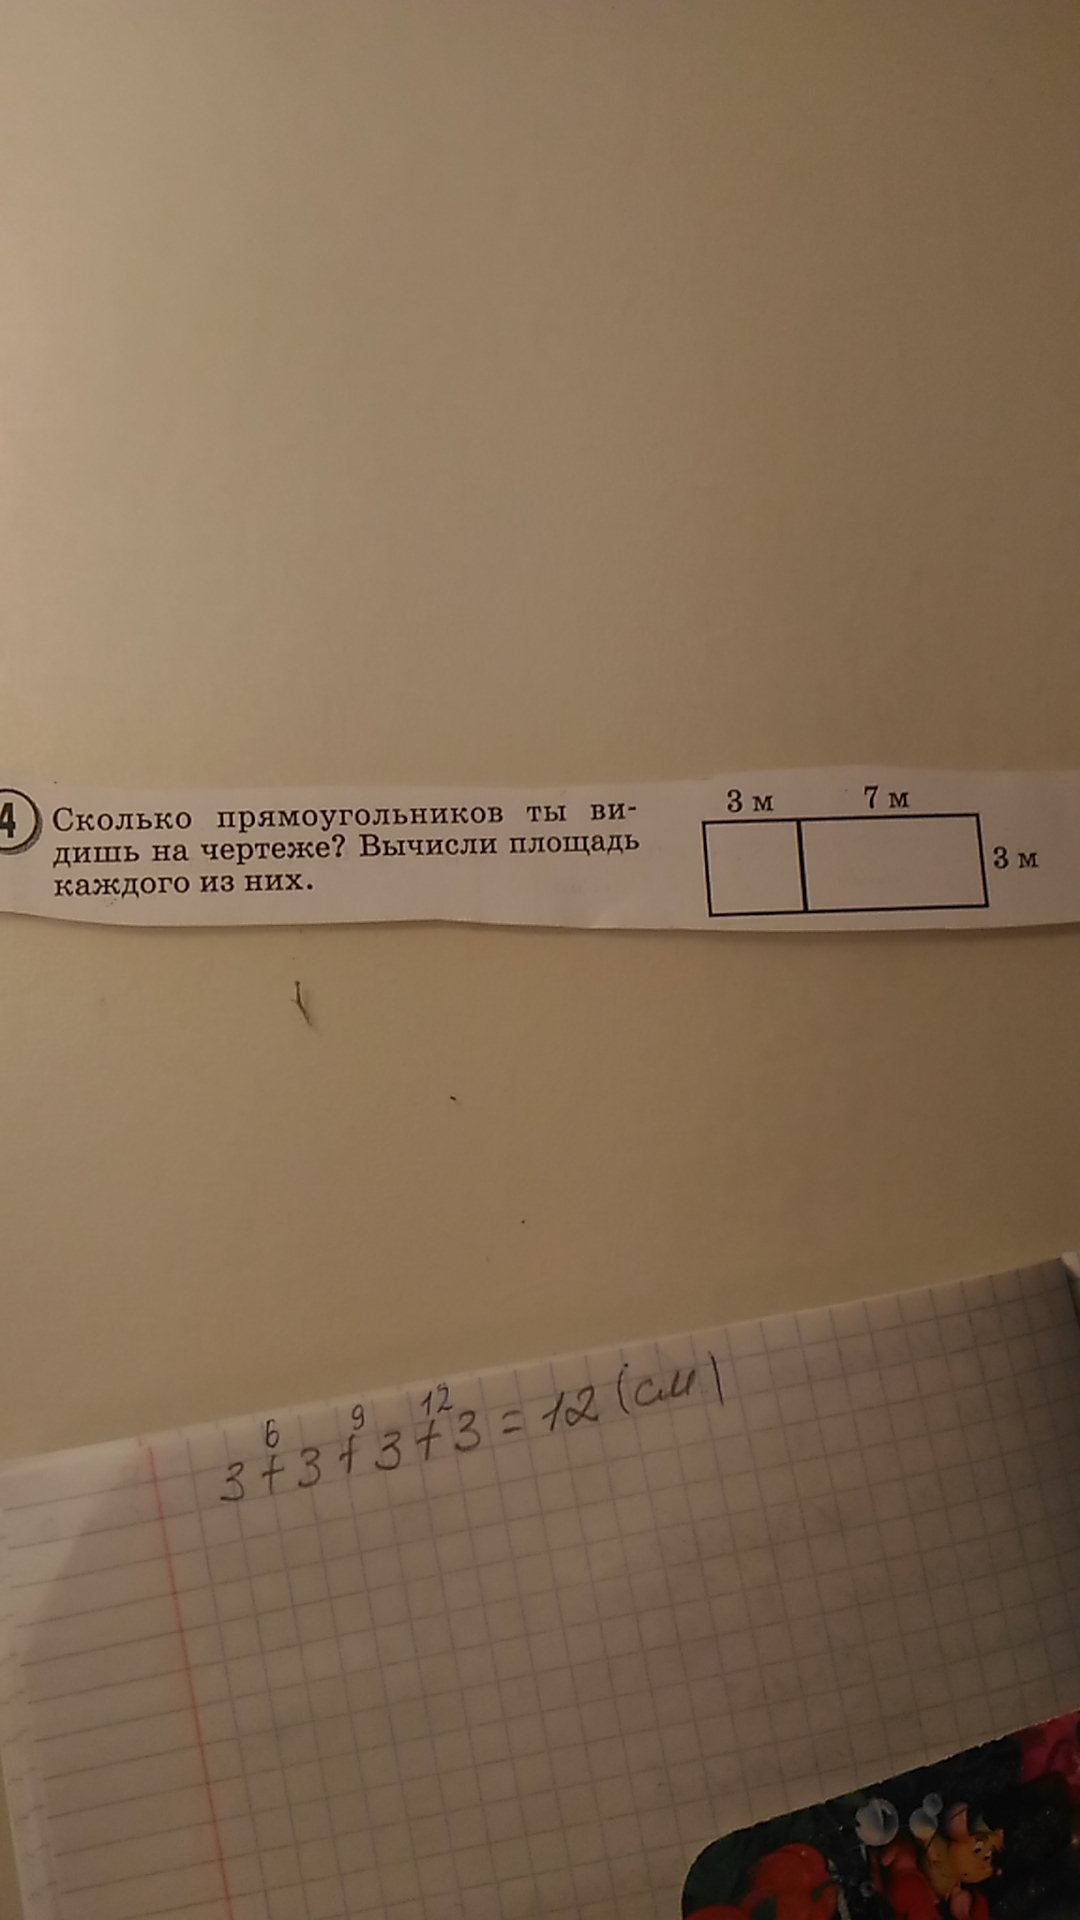 4
Сколько прямоугольников ты ви-
дишь на чертеже? Вычисли площадь
каждого из них.
3 м 7 м
3 м
6 9 12
3+3+3+3=12(см)